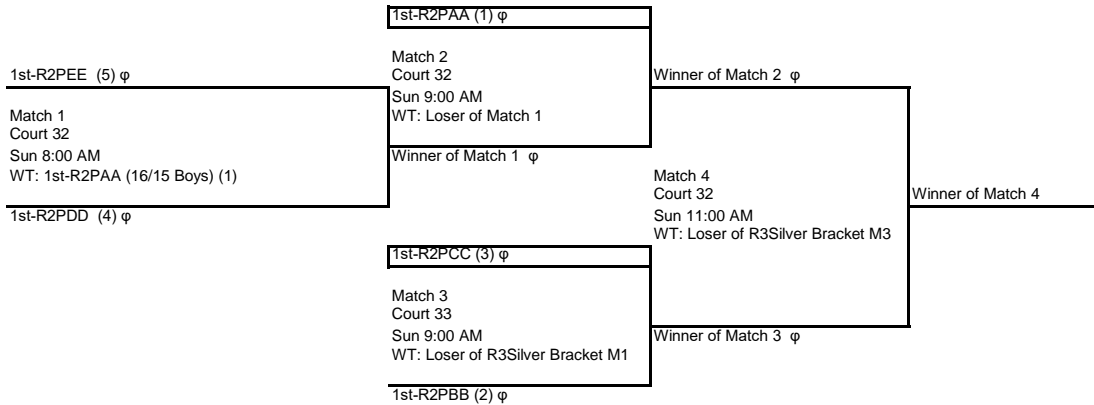 1st-R2PAA (1) φ
Match 2
Court 32
Sun 9:00 AM
WT: Loser of Match 1
1st-R2PEE (5) φ
Match 1
Court 32
Sun 8:00 AM
WT: 1st-R2PAA (16/15 Boys) (1)
1st-R2PDD (4) φ
Winner of Match 1 φ
Winner of Match 2 φ
Match 4
Court 32
Sun 11:00 AM
WT: Loser of R3Silver Bracket M3
Winner of Match 4
1st-R2PCC (3) φ
Match 3
Court 33
Sun 9:00 AM
WT: Loser of R3Silver Bracket M1
1st-R2PBB (2) φ
Winner of Match 3 φ